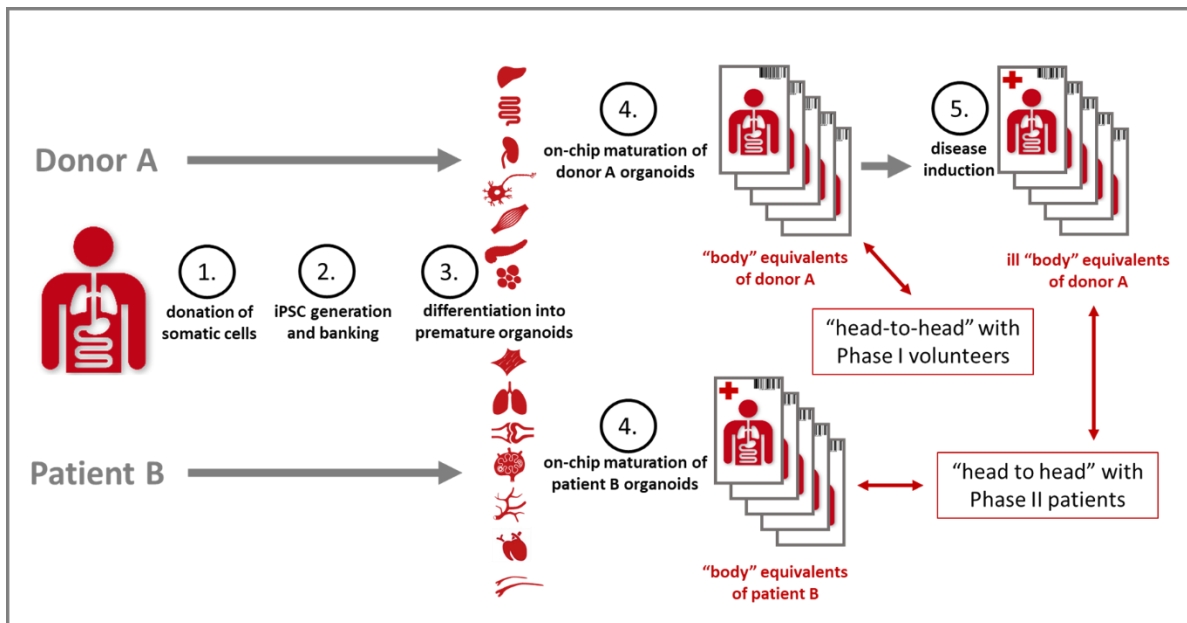 Donor A
Patient B
1.
donation of
somatic cells
2.
iPSC generation
and banking
3.
differentiation into
premature organoids
4.
on-chip maturation of
donor A organoids
“body” equivalents
of donor A
5.
disease
induction
ill “body” equivalents
of donor A
“head-to-head” with
Phase I volunteers
4.
on-chip maturation of
patient B organoids
“body” equivalents
of patient B
“head to head” with
Phase II patients